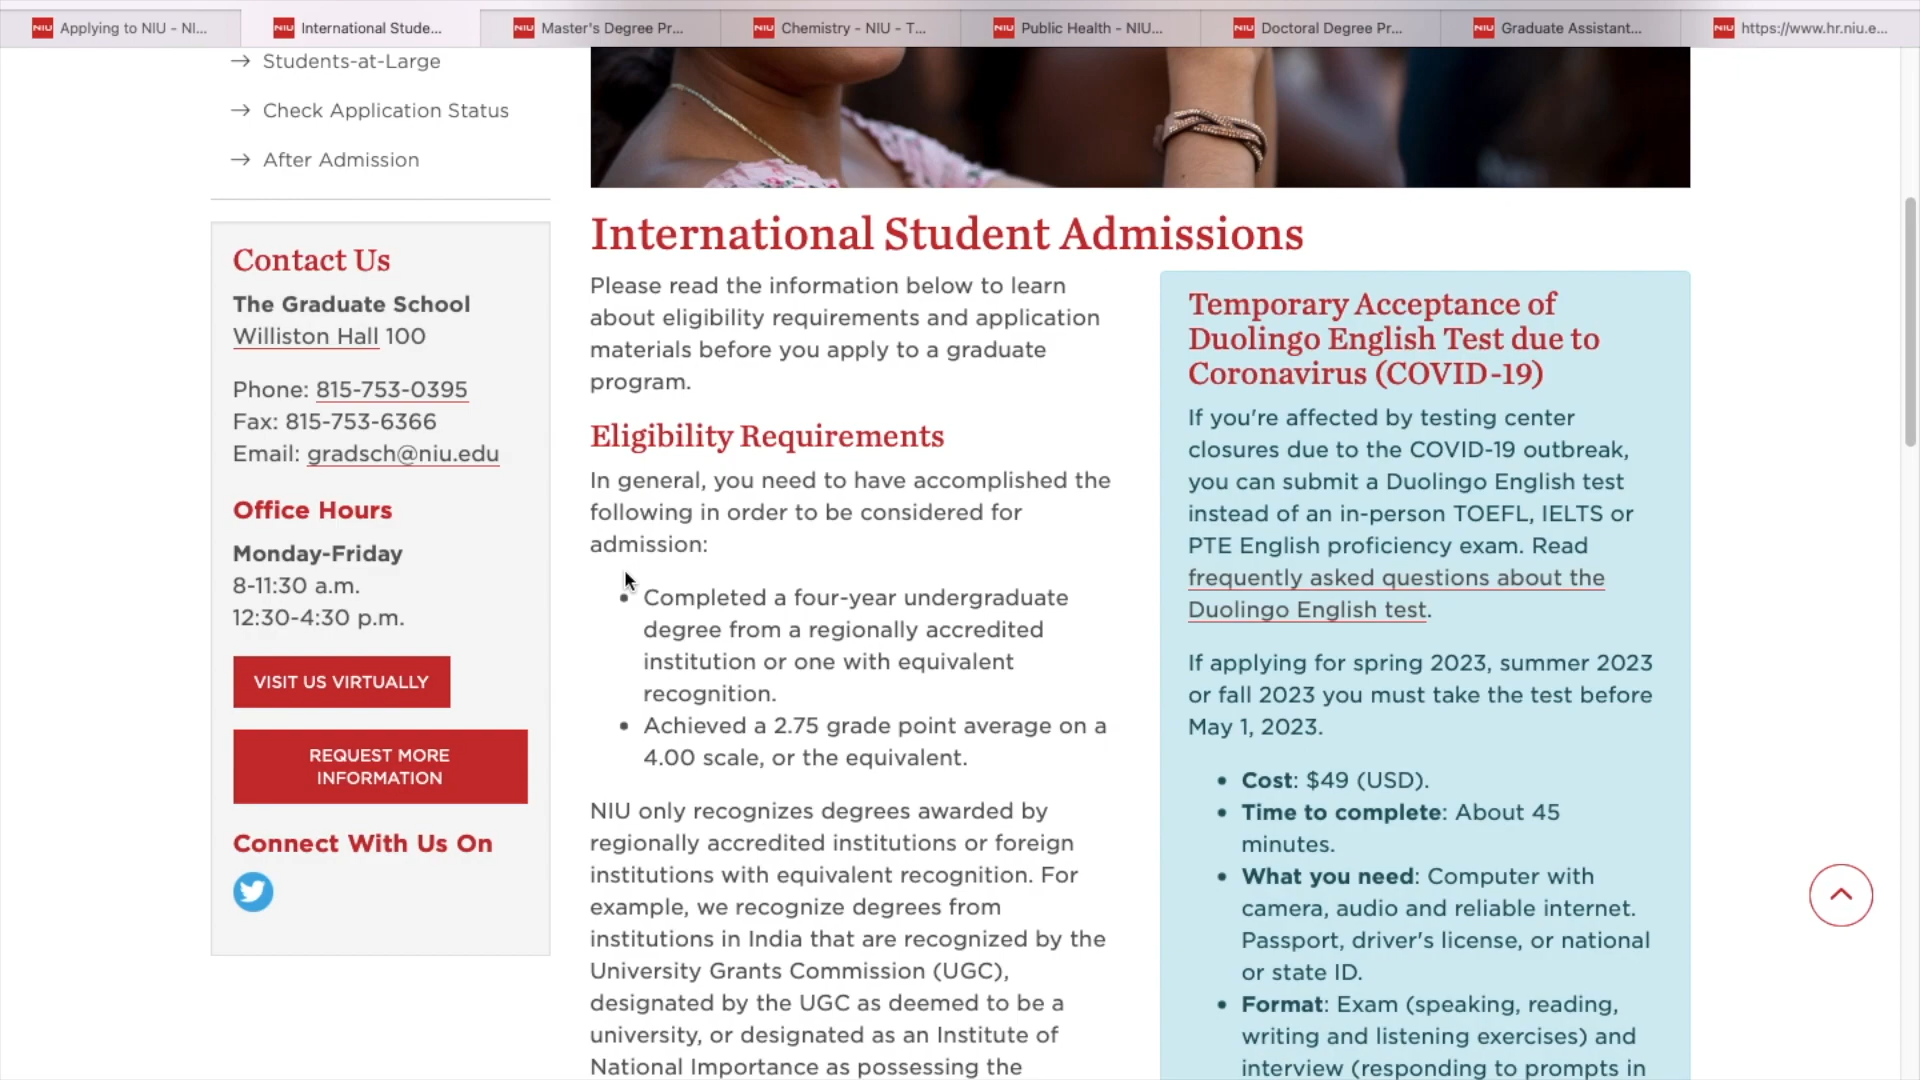 NIU Applying to NIU - NI...
NIU International Stude...
NIU Master's Degree Pr...
NIU Chemistry - NIU - T...
NIU Public Health - NIU...
NIU Doctoral Degree Pr...
NIU Graduate Assistant...
NIU https://www.hr.niu.e...
→ Students-at-Large
→ Check Application Status
→ After Admission
Contact Us
The Graduate School
Williston Hall 100
Phone: 815-753-0395
Fax: 815-753-6366
Email: gradsch@niu.edu
Office Hours
Monday-Friday
8-11:30 a.m.
12:30-4:30 p.m.
VISIT US VIRTUALLY
REQUEST MORE
INFORMATION
Connect With Us On
International Student Admissions
Please read the information below to learn
about eligibility requirements and application
materials before you apply to a graduate
program.
Eligibility Requirements
In general, you need to have accomplished the
following in order to be considered for
admission:
• Completed a four-year undergraduate
degree from a regionally accredited
institution or one with equivalent
recognition.
• Achieved a 2.75 grade point average on a
4.00 scale, or the equivalent.
NIU only recognizes degrees awarded by
regionally accredited institutions or foreign
institutions with equivalent recognition. For
example, we recognize degrees from
institutions in India that are recognized by the
University Grants Commission (UGC),
designated by the UGC as deemed to be a
university, or designated as an Institute of
National Importance as possessing the
Temporary Acceptance of
Duolingo English Test due to
Coronavirus (COVID-19)
If you're affected by testing center
closures due to the COVID-19 outbreak,
you can submit a Duolingo English test
instead of an in-person TOEFL, IELTS or
PTE English proficiency exam. Read
frequently asked questions about the
Duolingo English test.
If applying for spring 2023, summer 2023
or fall 2023 you must take the test before
May 1, 2023.
• Cost: $49 (USD).
• Time to complete: About 45
minutes.
• What you need: Computer with
camera, audio and reliable internet.
Passport, driver's license, or national
or state ID.
• Format: Exam (speaking, reading,
writing and listening exercises) and
interview (responding to prompts in